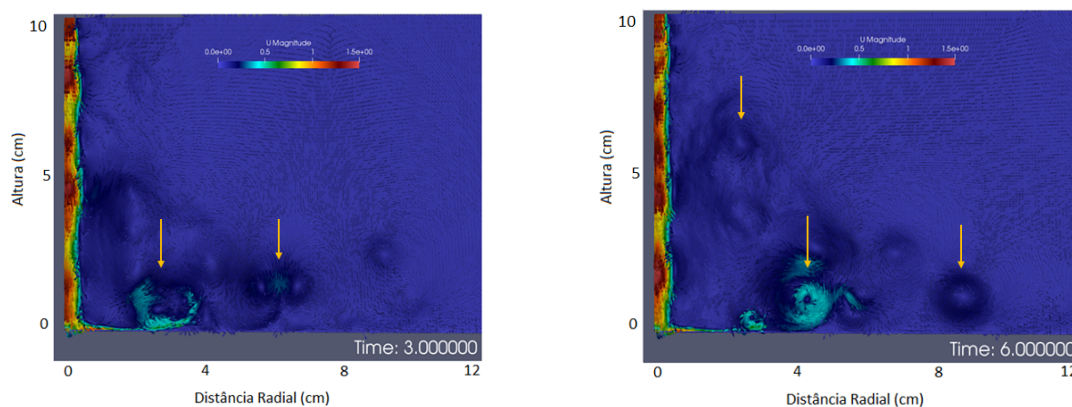 10
5
0
Altura (cm)
U Magnitude
0.0e+00 0.5 1 1.5e+00
Time: 3.000000
0 4 8 12
Distância Radial (cm)
10
5
0
Altura (cm)
U Magnitude
0.0e+00 0.5 1 1.5e+00
Time: 6.000000
0 4 8 12
Distância Radial (cm)